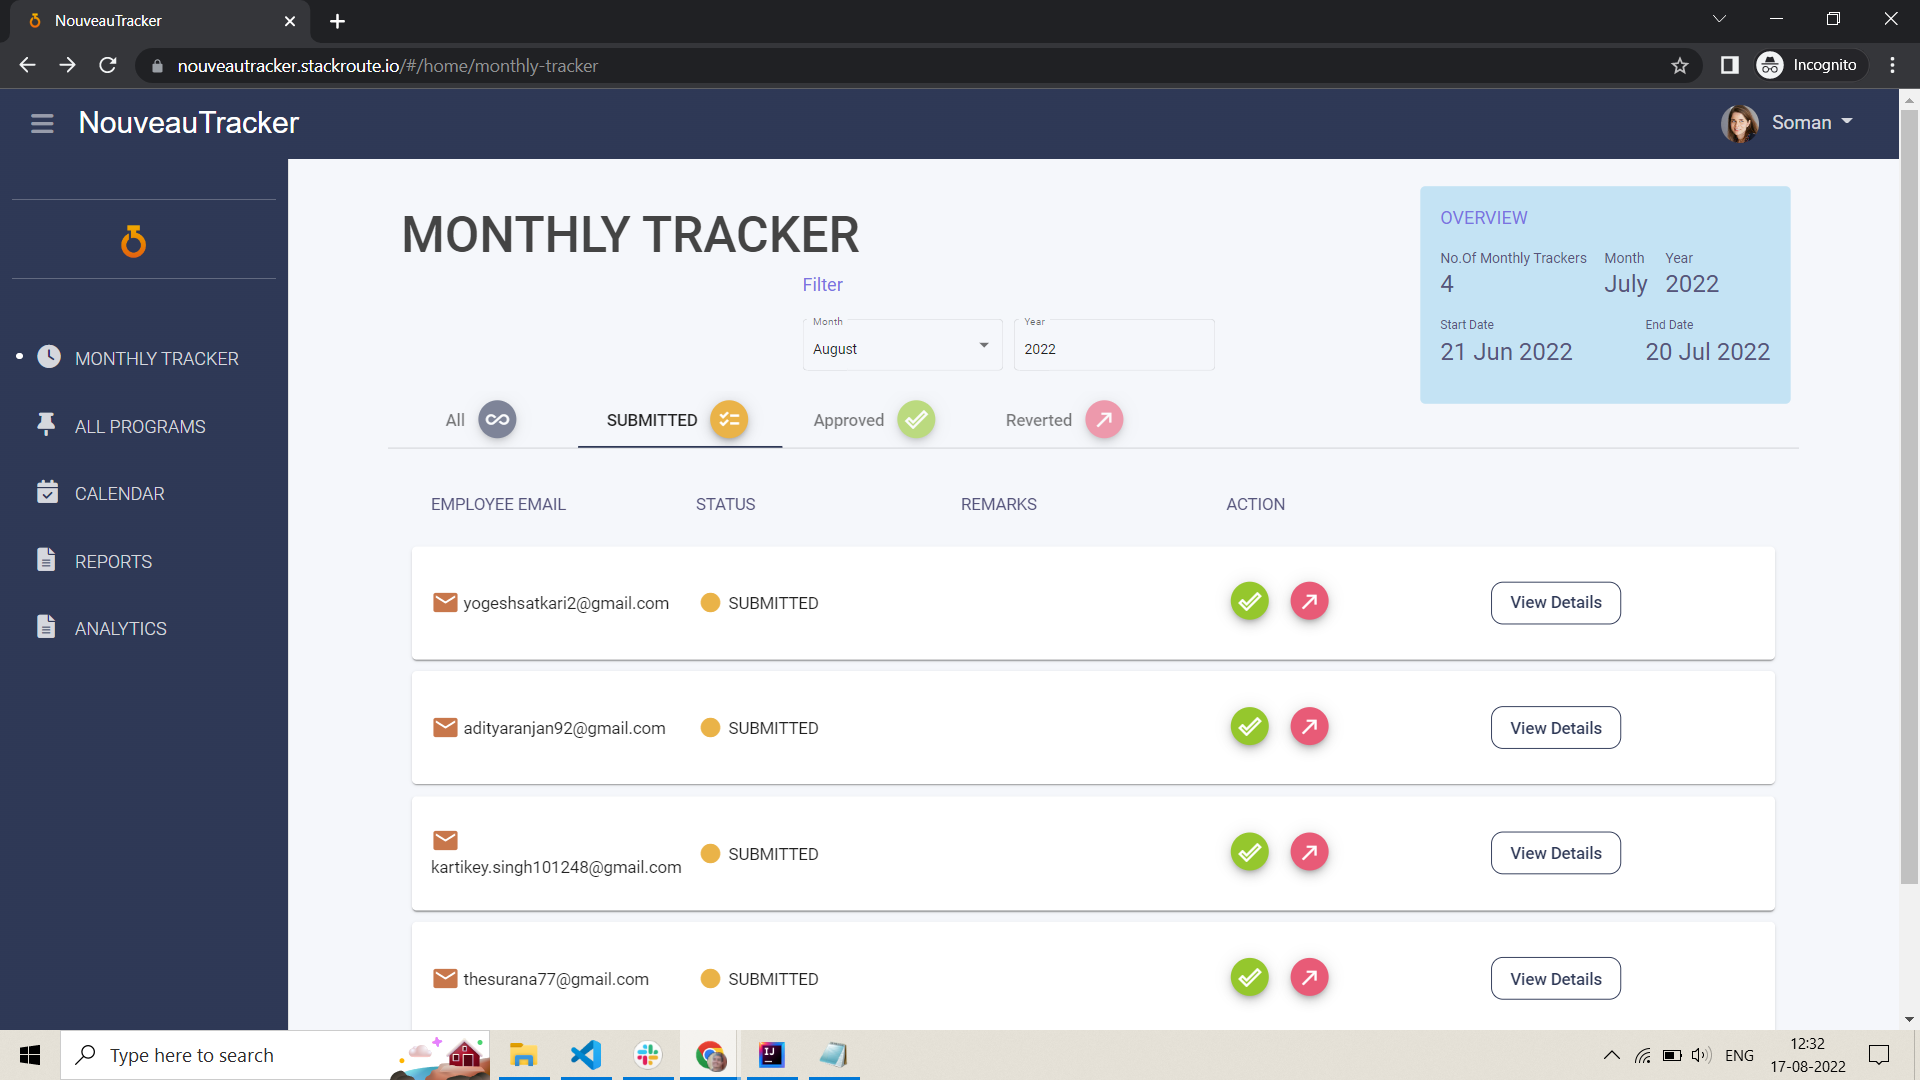 NouveauTracker
nouveautracker.stackroute.io/#/home/monthly-tracker
Incognito
NouveauTracker
Soman
MONTHLY TRACKER
ALL PROGRAMS
CALENDAR
REPORTS
ANALYTICS
MONTHLY TRACKER
Filter
Month
August
Year
2022
OVERVIEW
No.Of Monthly Trackers Month Year
4 July 2022
Start Date End Date
21 Jun 2022 20 Jul 2022
All SUBMITTED Approved Reverted
EMPLOYEE EMAIL STATUS REMARKS ACTION
yogeshsatkari2@gmail.com SUBMITTED View Details
adityaranjan92@gmail.com SUBMITTED View Details
kartikey.singh101248@gmail.com SUBMITTED View Details
thesurana77@gmail.com SUBMITTED View Details
Type here to search
IJ
ENG
12:32
17-08-2022